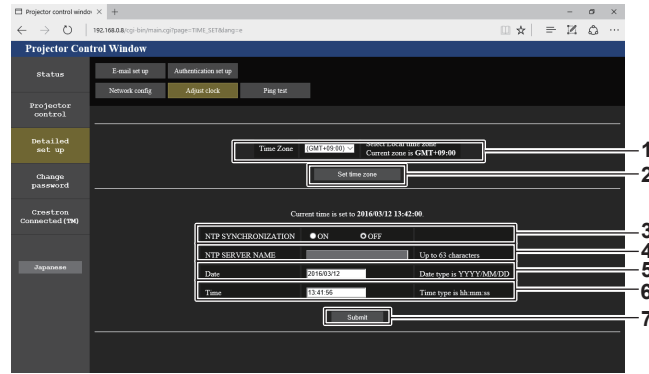 Projector control window × +
192.168.0.8/cgi-bin/main.cgi?page=TIME_SET&lang=e
Projector Control Window
Status
E-mail set up Authentication set up
Network config Adjust clock Ping test
Projector control
Detailed set up
Change password
Crestron Connected(TM)
Japanese
Time Zone (GMT+09:00) Select Local time zone
Current zone is GMT+09:00
1
Set time zone
2
Current time is set to 2016/03/12 13:42:00.
NTP SYNCHRONIZATION ON OFF
3
NTP SERVER NAME Up to 63 characters
4
Date 2016/03/12 Date type is YYYY/MM/DD
5
Time 13:41:56 Time type is hh:mm:ss
6
Submit
7